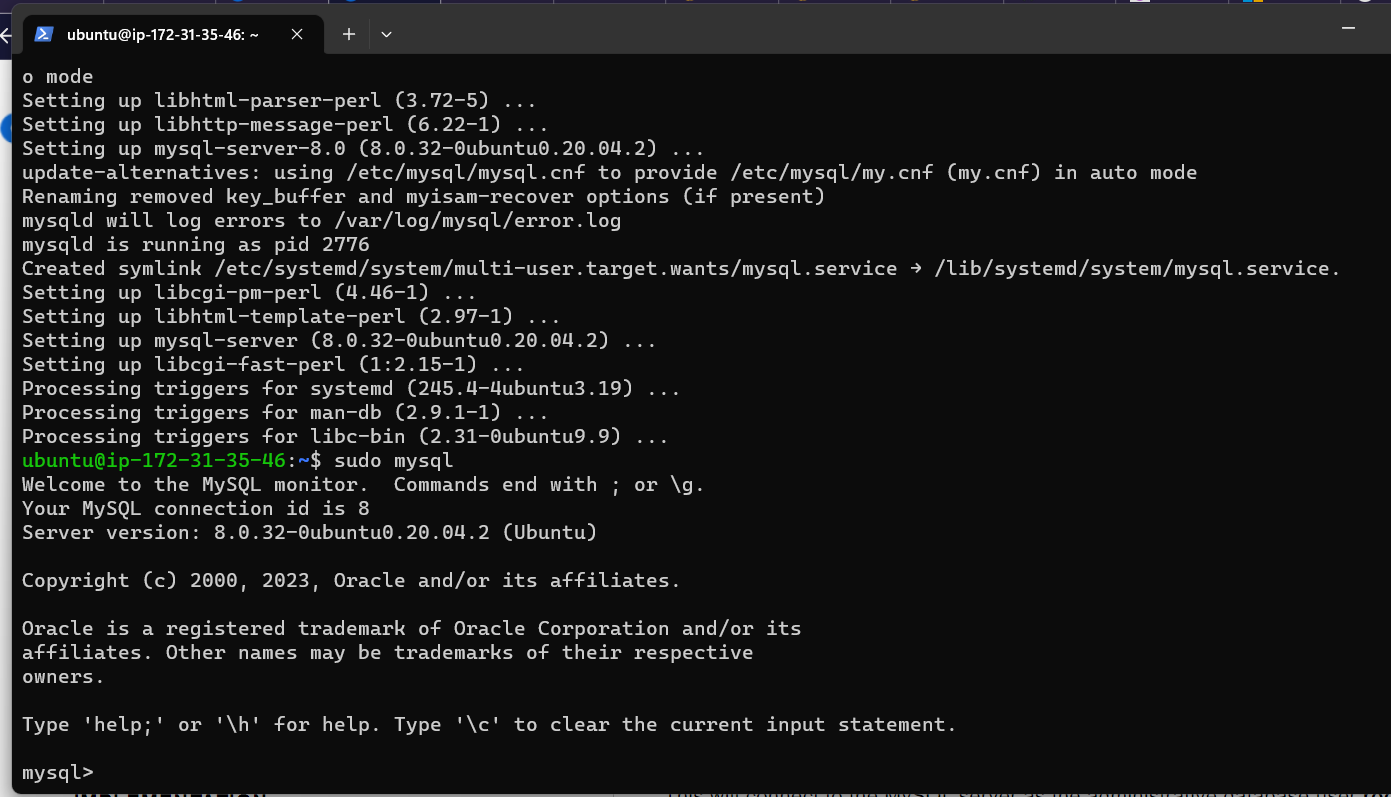 ubuntu@ip-172-31-35-46: ~
o mode
Setting up libhtml-parser-perl (3.72-5) ...
Setting up libhttp-message-perl (6.22-1) ...
Setting up mysql-server-8.0 (8.0.32-0ubuntu0.20.04.2) ...
update-alternatives: using /etc/mysql/mysql.cnf to provide /etc/mysql/my.cnf (my.cnf) in auto mode
Renaming removed key_buffer and myisam-recover options (if present)
mysqld will log errors to /var/log/mysql/error.log
mysqld is running as pid 2776
Created symlink /etc/systemd/system/multi-user.target.wants/mysql.service → /lib/systemd/system/mysql.service.
Setting up libcgi-pm-perl (4.46-1) ...
Setting up libhtml-template-perl (2.97-1) ...
Setting up mysql-server (8.0.32-0ubuntu0.20.04.2) ...
Setting up libcgi-fast-perl (1:2.15-1) ...
Processing triggers for systemd (245.4-4ubuntu3.19) ...
Processing triggers for man-db (2.9.1-1) ...
Processing triggers for libc-bin (2.31-0ubuntu9.9) ...
ubuntu@ip-172-31-35-46:~$ sudo mysql
Welcome to the MySQL monitor.  Commands end with ; or \g.
Your MySQL connection id is 8
Server version: 8.0.32-0ubuntu0.20.04.2 (Ubuntu)
Copyright (c) 2000, 2023, Oracle and/or its affiliates.
Oracle is a registered trademark of Oracle Corporation and/or its
affiliates. Other names may be trademarks of their respective
owners.
Type 'help;' or '\h' for help. Type '\c' to clear the current input statement.
mysql>